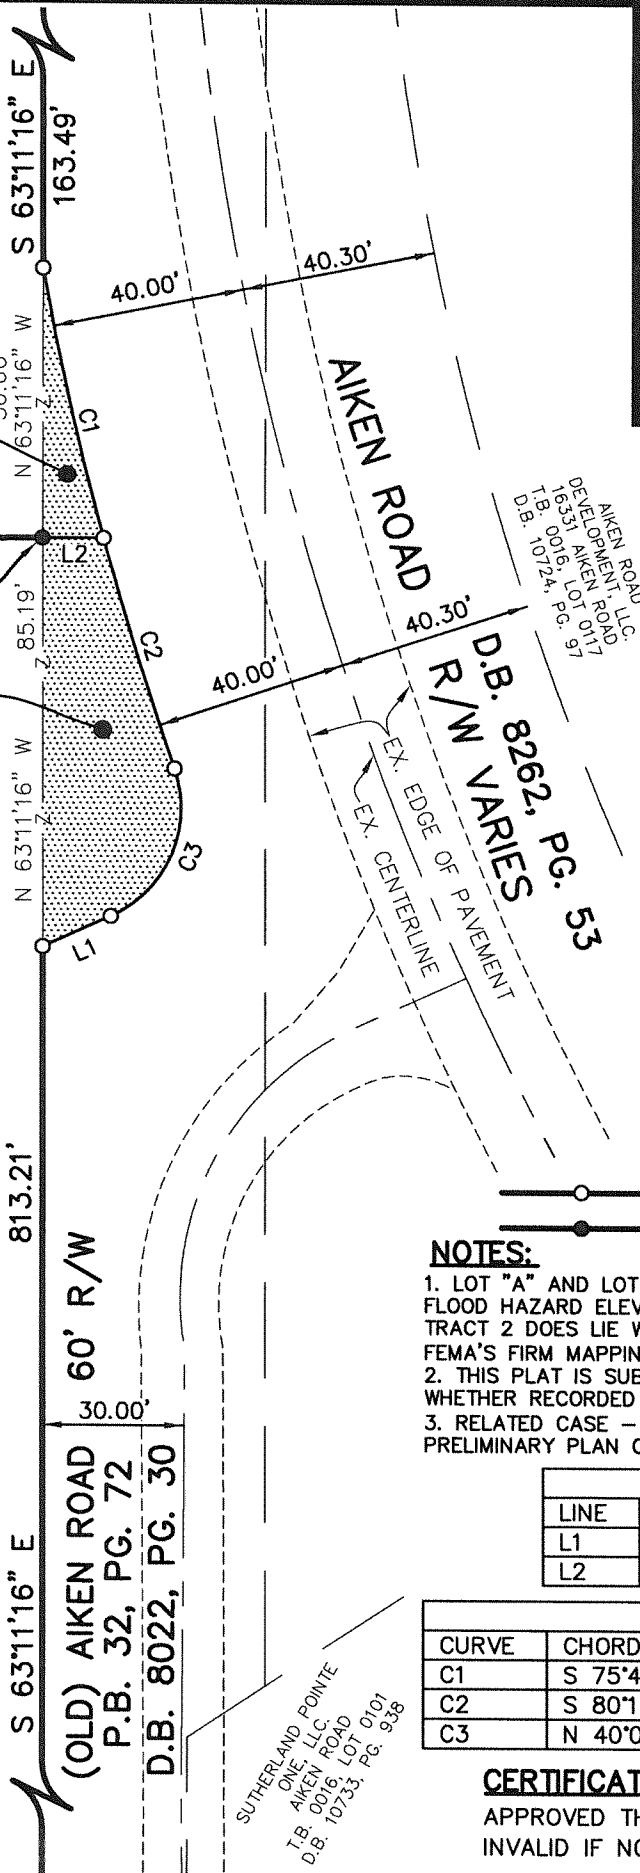 S 63°11'16" E
163.49'
40.00'
40.30'
N 63°11'16" W
Z
C1
AIKEN ROAD
D.B. 8262, PG. 53
R/W VARIES
AIKEN ROAD
DEVELOPMENT, LLC.
16331 AIKEN ROAD
T.B. 0016, LOT 0117
D.B. 10724, PG. 97
L2
85.19'
Z
C2
40.00'
40.30'
EX. EDGE OF PAVEMENT
EX. CENTERLINE
N 63°11'16" W
Z
C3
L1
813.21'
60' R/W
30.00'
S 63°11'16" E
(OLD) AIKEN ROAD
P.B. 32, PG. 72
D.B. 8022, PG. 30
SUTHERLAND POINTE
ONE, LLC.
AIKEN ROAD
T.B. 0016, LOT 0101
D.B. 10733, PG. 938
NOTES:
1. LOT "A" AND LOT
FLOOD HAZARD ELEV
TRACT 2 DOES LIE W
FEMA'S FIRM MAPPIN
2. THIS PLAT IS SUB
WHETHER RECORDED
3. RELATED CASE –
PRELIMINARY PLAN
LINE
L1
L2
CURVE CHORD
C1 S 75°4
C2 S 80°1
C3 N 40°0
CERTIFICAT
APPROVED TH
INVALID IF NO